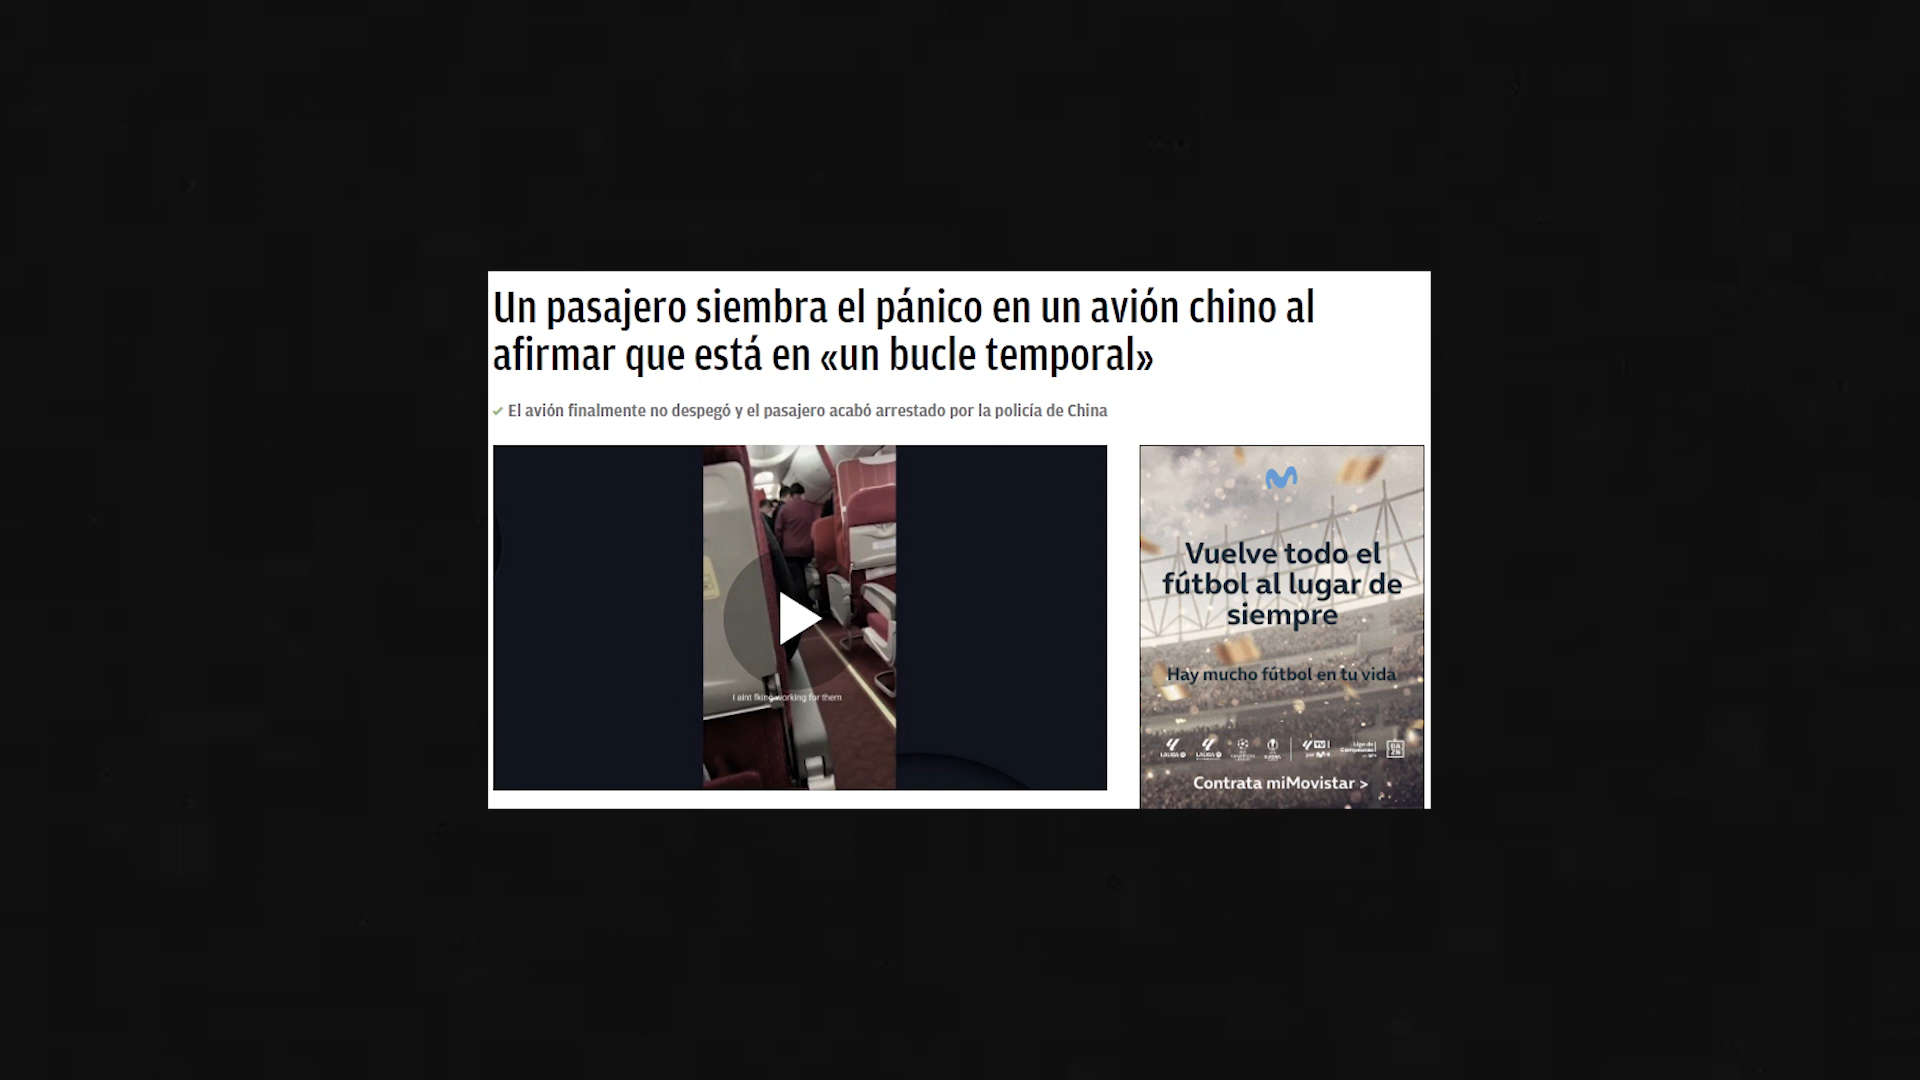 Un pasajero siembra el pánico en un avión chino al
afirmar que está en «un bucle temporal»
El avión finalmente no despegó y el pasajero acabó arrestado por la policía de China
I aint fking working for them
Vuelve todo el
fútbol al lugar de
siempre
Hay mucho fútbol en tu vida
Contrata miMovistar >